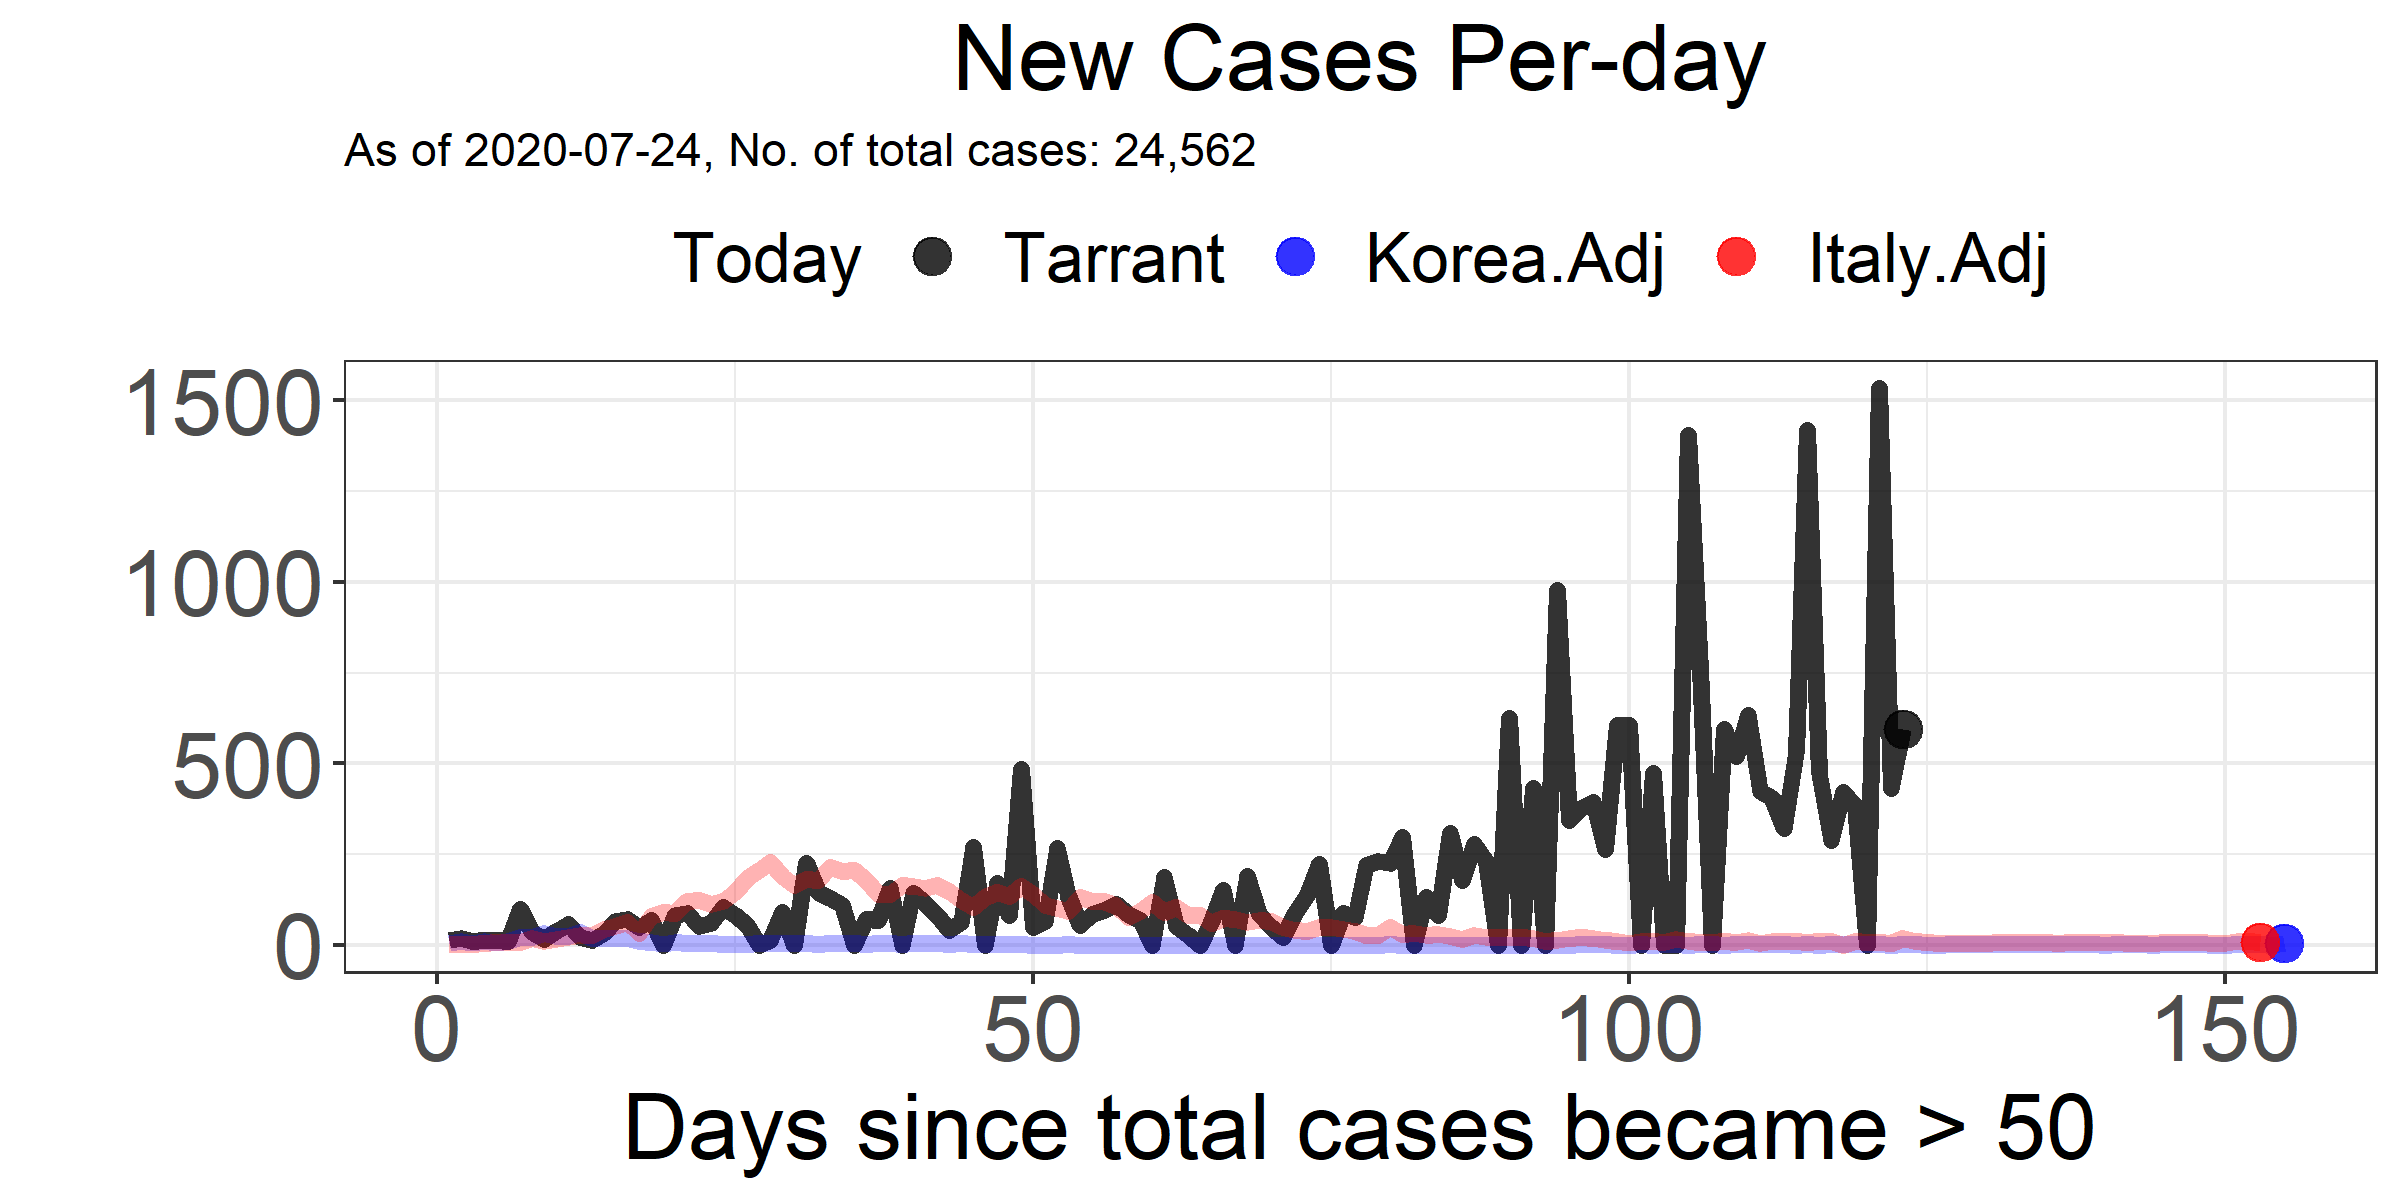 New Cases Per-day
As of 2020-07-24, No. of total cases: 24,562
Today Tarrant Korea.Adj Italy.Adj
1500
1000
500
0
0 50 100 150
Days since total cases became > 50